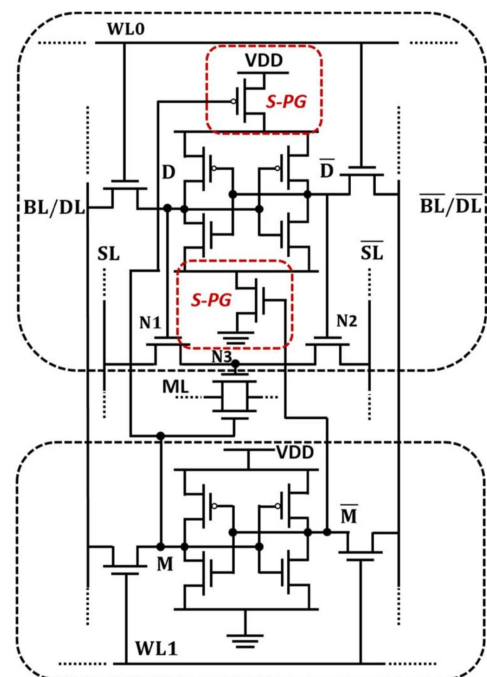 WL0
VDD
S-PG
D
D̅
BL/DL
B̅L̅/D̅L̅
SL
S̅L̅
S-PG
N1
N2
N3
ML
VDD
M
M̅
WL1